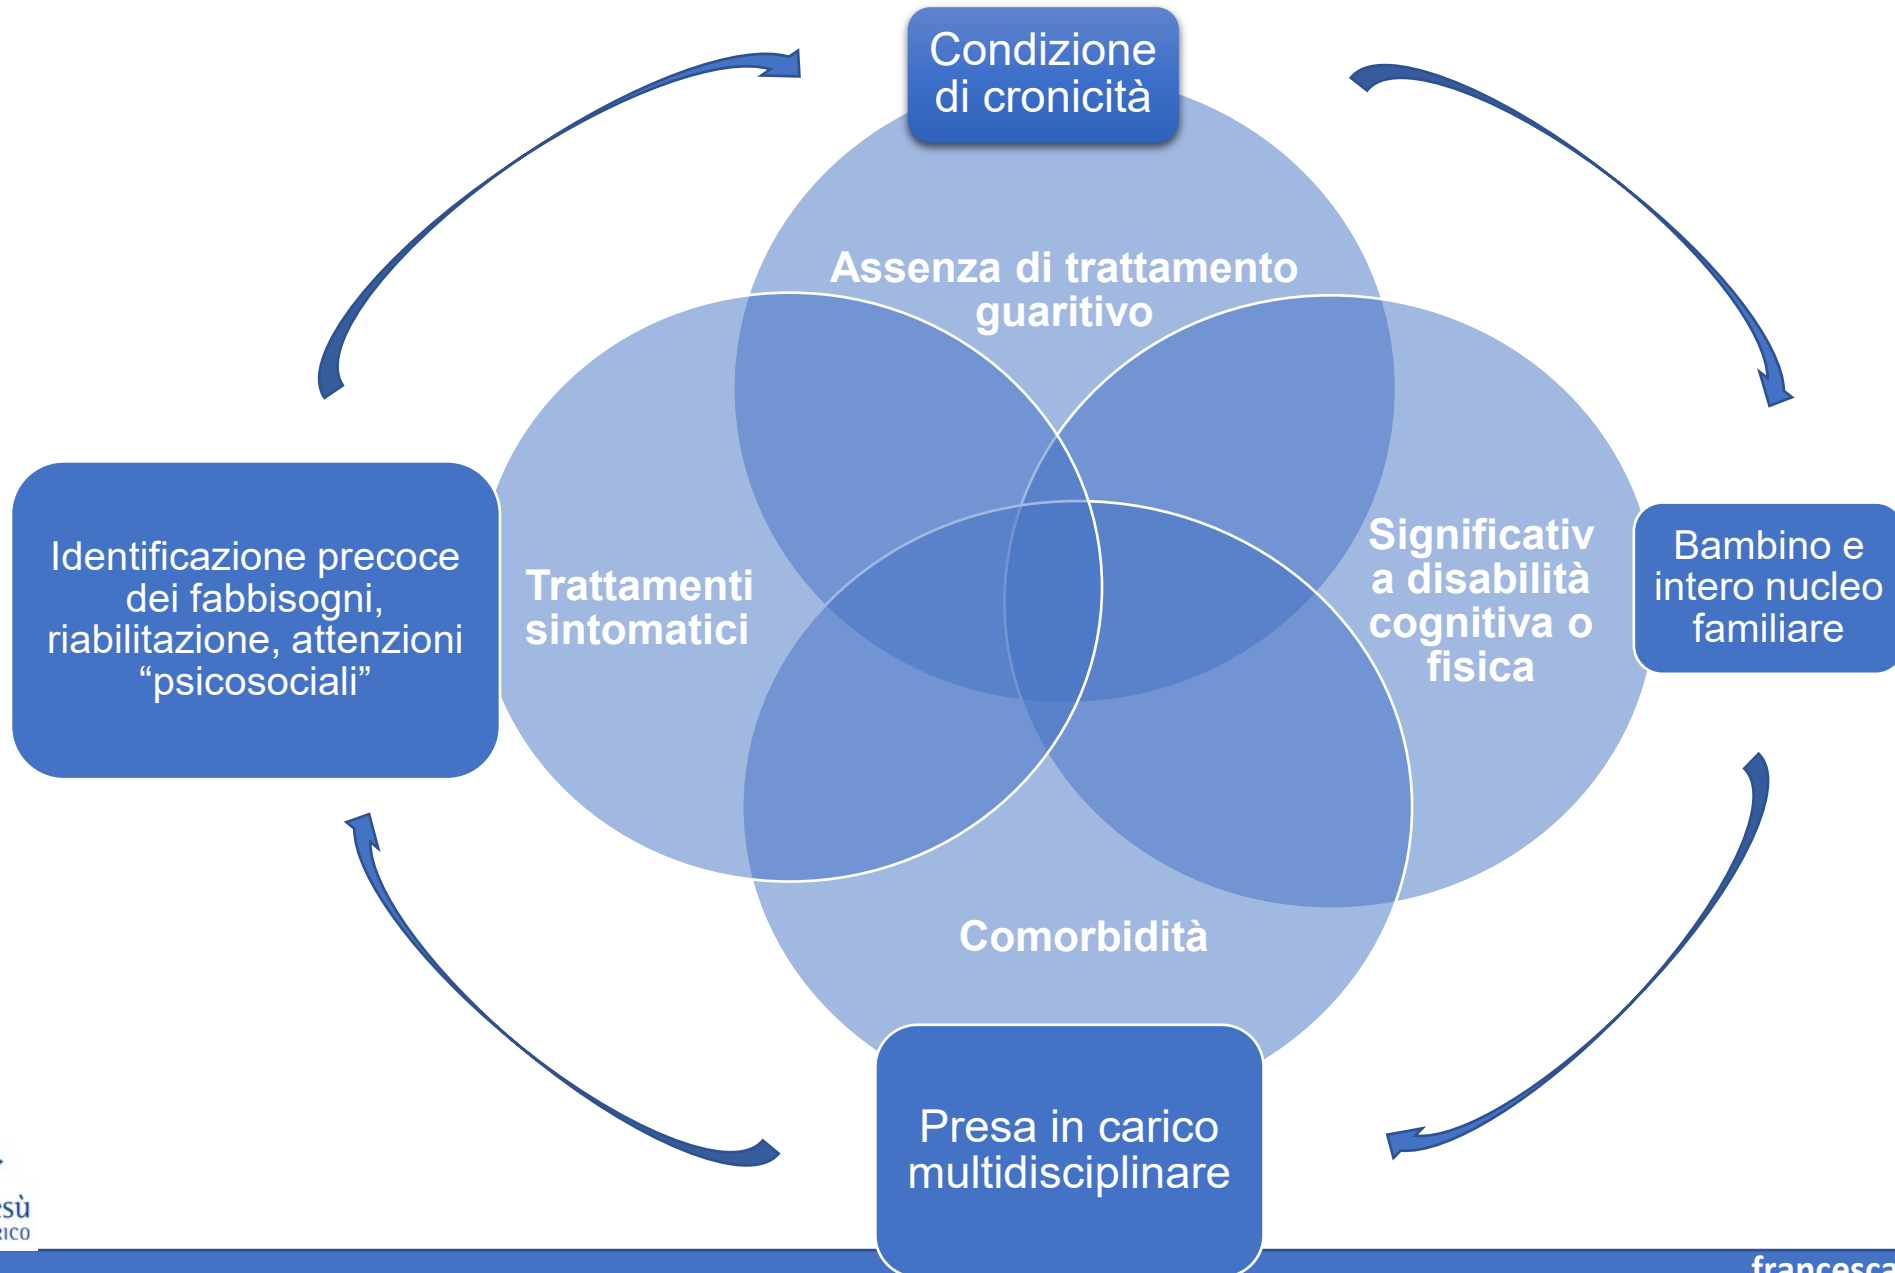 Condizione
di cronicità
Assenza di trattamento
guaritivo
Identificazione precoce
dei fabbisogni,
riabilitazione, attenzioni
“psicosociali”
Trattamenti
sintomatici
Significativ
a disabilità
cognitiva o
fisica
Bambino e
intero nucleo
familiare
Comorbidità
Presa in carico
multidisciplinare
francesca